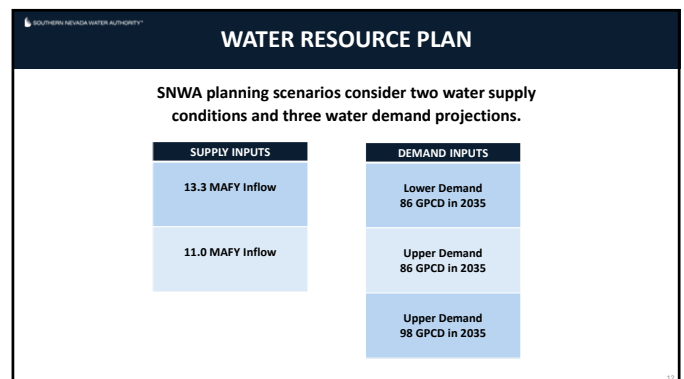 SOUTHERN NEVADA WATER AUTHORITY™
WATER RESOURCE PLAN
SNWA planning scenarios consider two water supply
conditions and three water demand projections.
SUPPLY INPUTS
13.3 MAFY Inflow
11.0 MAFY Inflow
DEMAND INPUTS
Lower Demand
86 GPCD in 2035
Upper Demand
86 GPCD in 2035
Upper Demand
98 GPCD in 2035